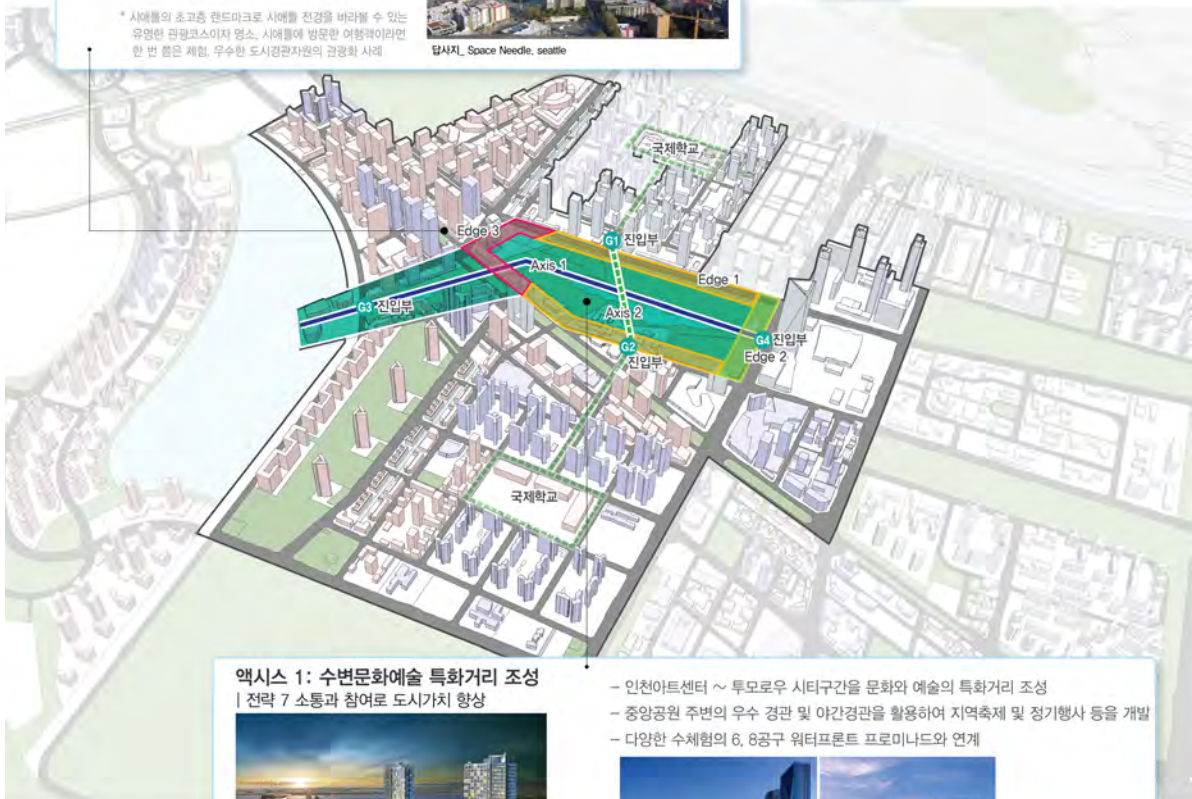 * 시애틀의 초고층 랜드마크로 시애틀 전경을 바라볼 수 있는
유명한 관광코스이자 명소, 시애틀에 방문한 여행객이라면
한 번 쯤은 체험, 우수한 도시경관자원의 관광화 사례
답사지_ Space Needle, seattle
국제학교
Edge 3
G1 진입부
Axis 1
Edge 1
G3 진입부
Axis 2
G4 진입부
G2
진입부
Edge 2
국제학교
액시스 1: 수변문화예술 특화거리 조성
| 전략 7 소통과 참여로 도시가치 향상
- 인천아트센터 ~ 투모로우 시티구간을 문화와 예술의 특화거리 조성
- 중앙공원 주변의 우수 경관 및 야간경관을 활용하여 지역축제 및 정기행사 등을 개발
- 다양한 수체험의 6, 8공구 워터프론트 프로미나드와 연계